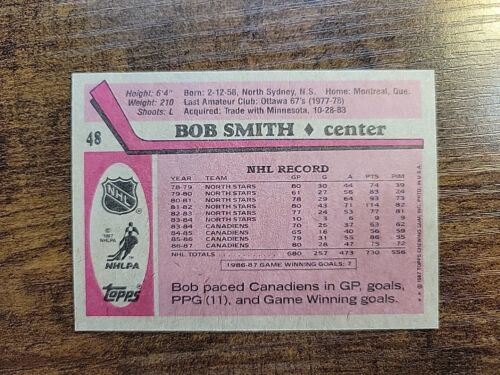 Height: 6'4" Born: 2-12-58, North Sydney, N.S. Home: Montreal, Que.
Weight: 210 Last Amateur Club: Ottawa 67's (1977-78)
Shoots: L Acquired: Trade with Minnesota, 10-28-83
48
BOB SMITH ♦ center
NHL RECORD
YEAR TEAM GP G A PTS PIM
78-79 NORTH STARS 80 30 44 74 39
79-80 NORTH STARS 61 27 56 83 24
80-81 NORTH STARS 78 29 64 93 73
81-82 NORTH STARS 80 43 71 114 82
82-83 NORTH STARS 77 24 53 77 81
83-84 NORTH STARS 10 3 6 9 9
83-84 CANADIENS 70 26 37 63 62
84-85 CANADIENS 65 16 40 56 59
85-86 CANADIENS 79 31 55 86 55
86-87 CANADIENS 80 28 47 75 72
NHL TOTALS 680 257 473 730 556
1986-87 GAME WINNING GOALS: 7
Bob paced Canadiens in GP, goals,
PPG (11), and Game Winning goals.
NHL
© 1987
NHLPA
NHLPA
Topps